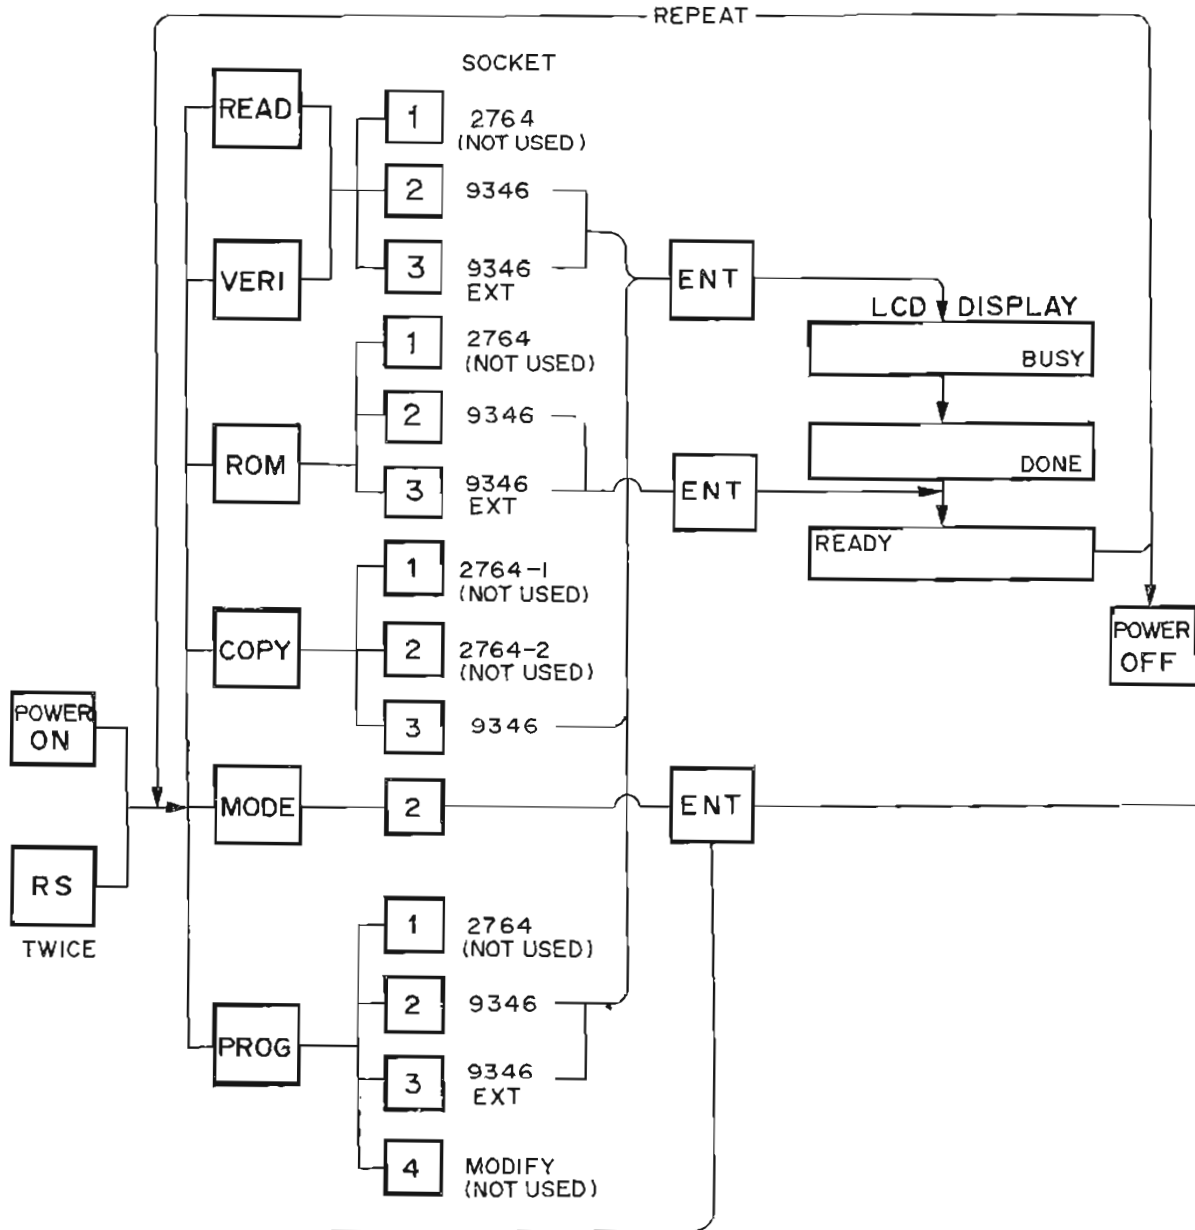 REPEAT
SOCKET
READ
1
2764
(NOT USED)
2
9346
VERI
3
9346
EXT
ENT
LCD DISPLAY
BUSY
1
2764
(NOT USED)
2
9346
ROM
3
9346
EXT
ENT
DONE
READY
1
2764-1
(NOT USED)
COPY
2
2764-2
(NOT USED)
3
9346
POWER
OFF
POWER
ON
MODE
2
ENT
RS
TWICE
1
2764
(NOT USED)
2
9346
PROG
3
9346
EXT
4
MODIFY
(NOT USED)